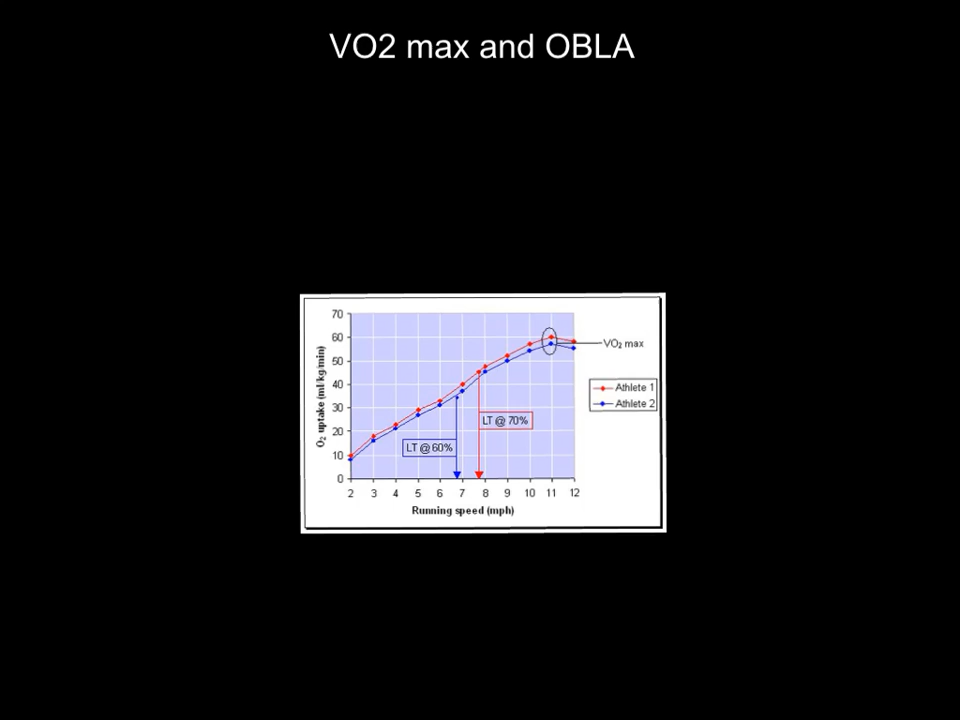 VO2 max and OBLA
70
60
50
40
30
20
10
0
O₂ uptake (ml/kg/min)
VO₂ max
Athlete 1
Athlete 2
LT @ 70%
LT @ 60%
2 3 4 5 6 7 8 9 10 11 12
Running speed (mph)